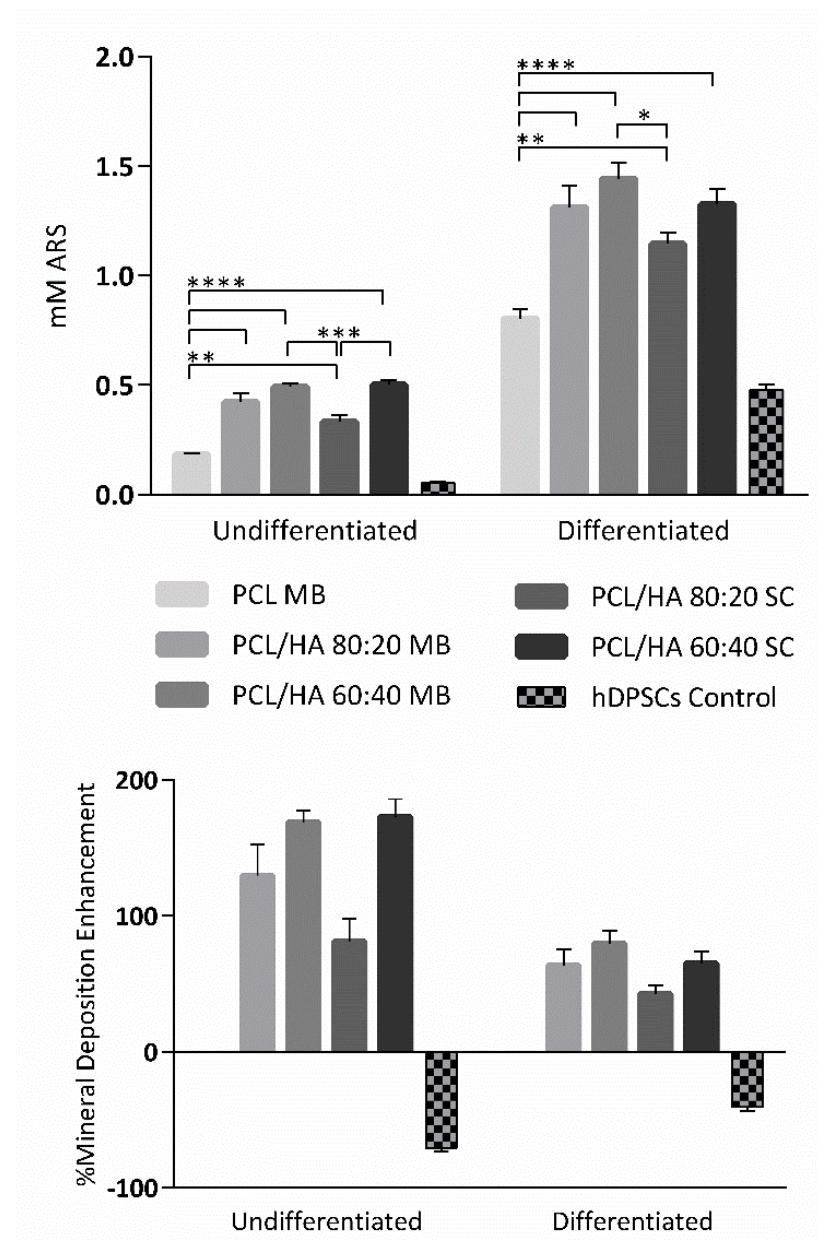 2.0
1.5
1.0
0.5
0.0
mM ARS
****
**
***
****
*
**
Undifferentiated Differentiated
PCL MB PCL/HA 80:20 SC
PCL/HA 80:20 MB PCL/HA 60:40 SC
PCL/HA 60:40 MB hDPSCs Control
200
100
0
-100
%Mineral Deposition Enhancement
Undifferentiated Differentiated